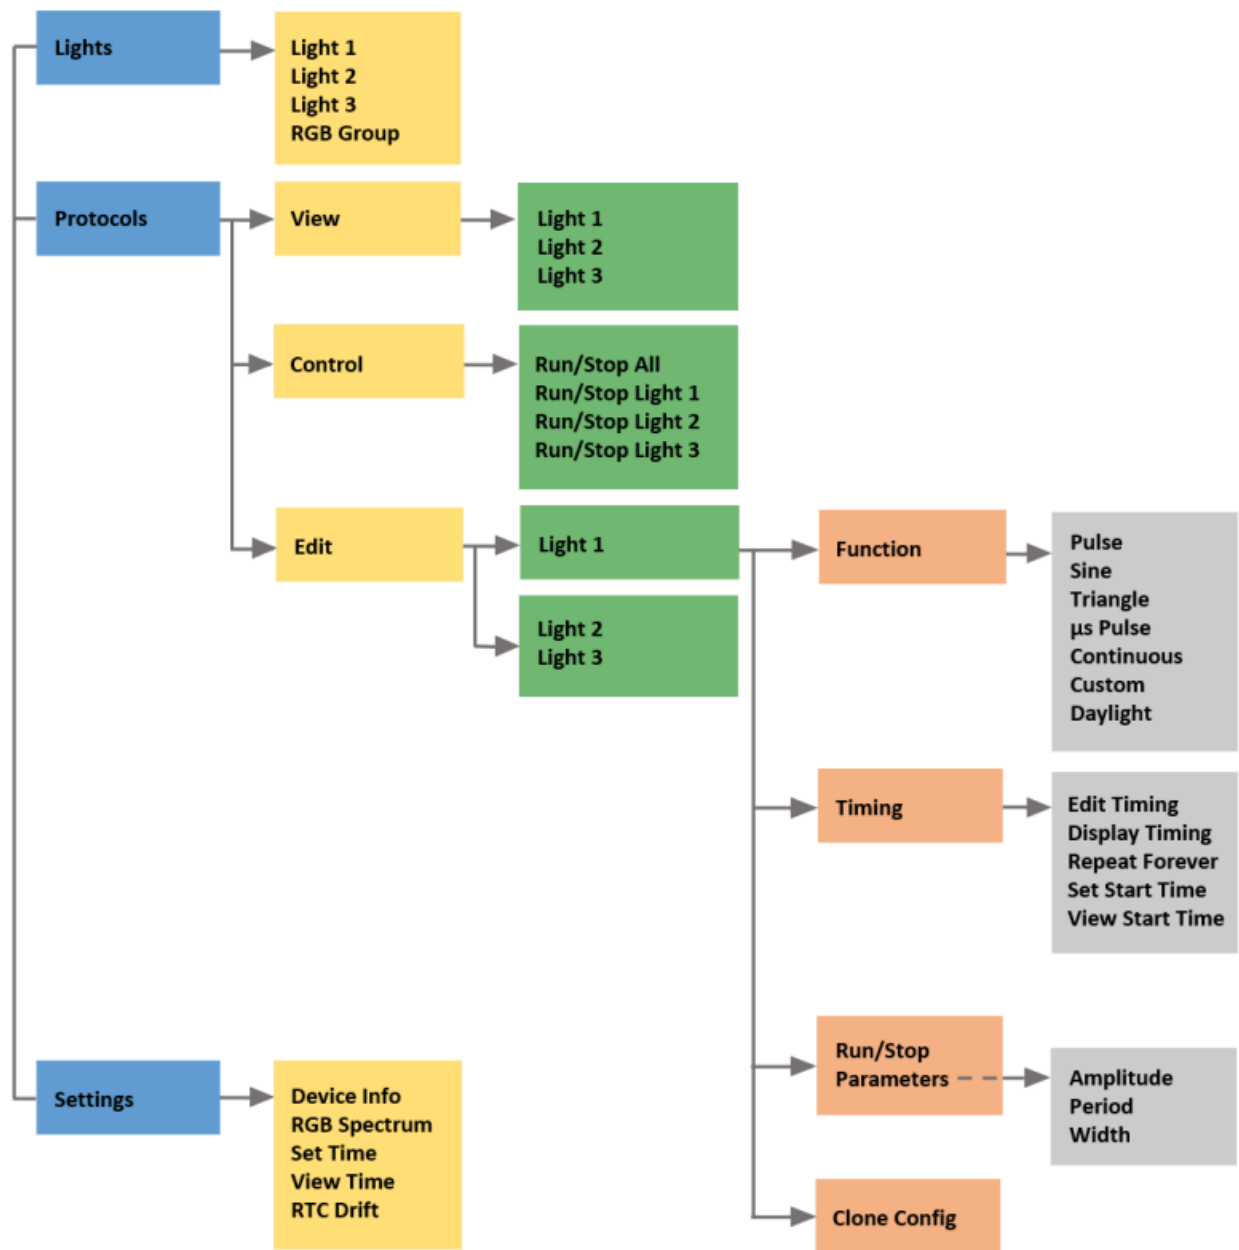 Lights
Light 1
Light 2
Light 3
RGB Group
Protocols
View
Light 1
Light 2
Light 3
Control
Run/Stop All
Run/Stop Light 1
Run/Stop Light 2
Run/Stop Light 3
Edit
Light 1
Light 2
Light 3
Function
Pulse
Sine
Triangle
µs Pulse
Continuous
Custom
Daylight
Timing
Edit Timing
Display Timing
Repeat Forever
Set Start Time
View Start Time
Run/Stop
Parameters
Amplitude
Period
Width
Clone Config
Settings
Device Info
RGB Spectrum
Set Time
View Time
RTC Drift